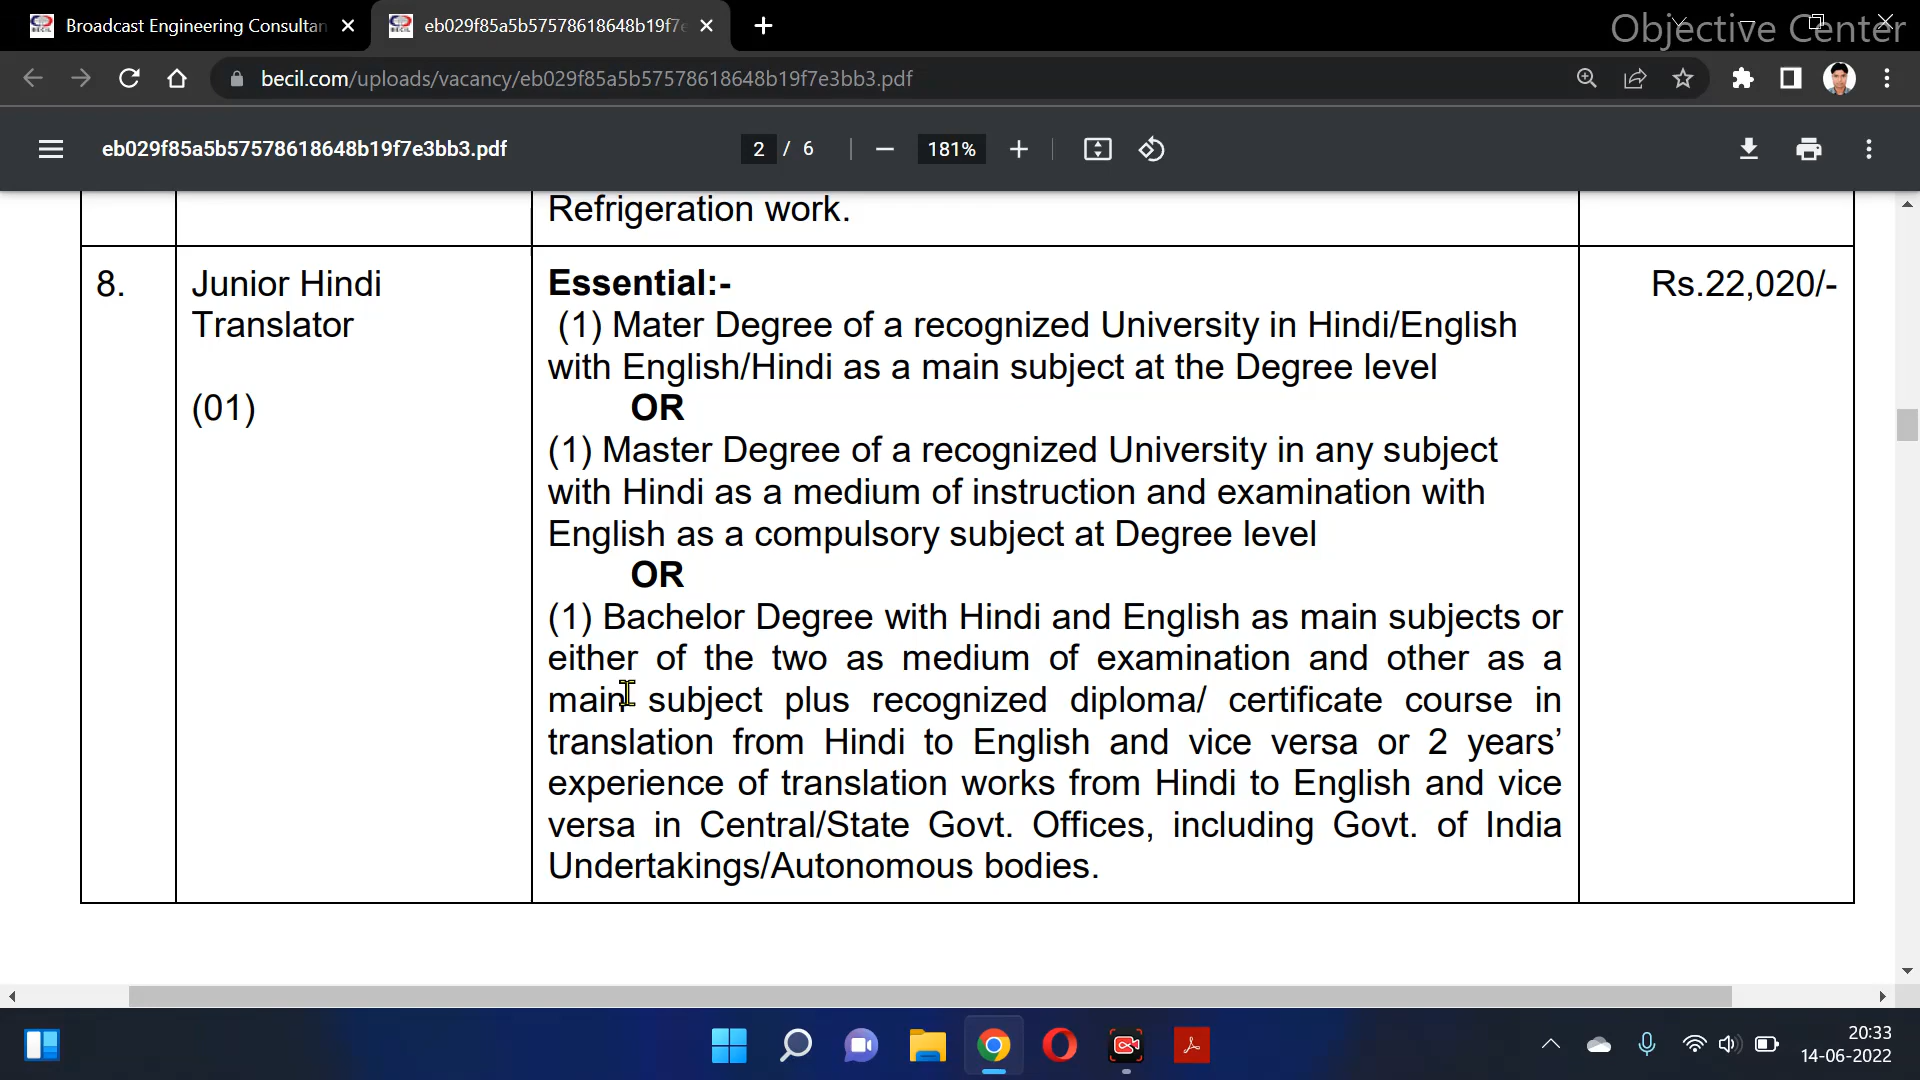 Broadcast Engineering Consultan
eb029f85a5b57578618648b19f7e
Objective Center
becil.com/uploads/vacancy/eb029f85a5b57578618648b19f7e3bb3.pdf
eb029f85a5b57578618648b19f7e3bb3.pdf
2 / 6
181%
Refrigeration work.
8.
Junior Hindi
Translator
(01)
Essential:-
(1) Mater Degree of a recognized University in Hindi/English
with English/Hindi as a main subject at the Degree level
OR
(1) Master Degree of a recognized University in any subject
with Hindi as a medium of instruction and examination with
English as a compulsory subject at Degree level
OR
(1) Bachelor Degree with Hindi and English as main subjects or
either of the two as medium of examination and other as a
main subject plus recognized diploma/ certificate course in
translation from Hindi to English and vice versa or 2 years’
experience of translation works from Hindi to English and vice
versa in Central/State Govt. Offices, including Govt. of India
Undertakings/Autonomous bodies.
Rs.22,020/-
20:33
14-06-2022